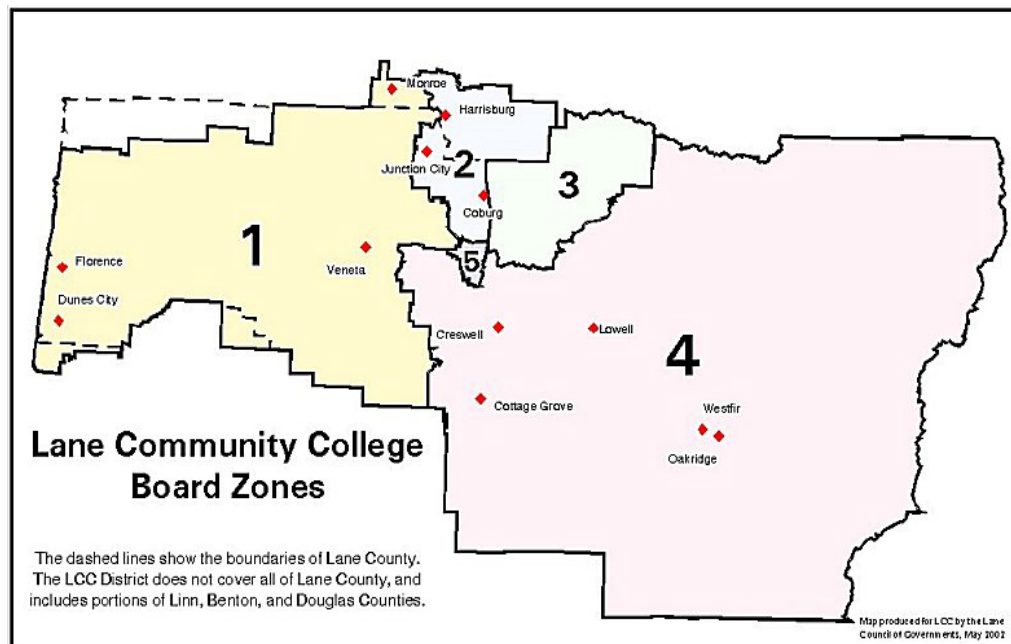 Monroe
Harrisburg
Junction City
2
3
Coburg
1
5
Florence
Veneta
Dunes City
Creswell
Lowell
4
Cottage Grove
Westfir
Oakridge
Lane Community College
Board Zones
The dashed lines show the boundaries of Lane County.
The LCC District does not cover all of Lane County, and
includes portions of Linn, Benton, and Douglas Counties.
Map produced for LCC by the Lane
Council of Governments, May 2002